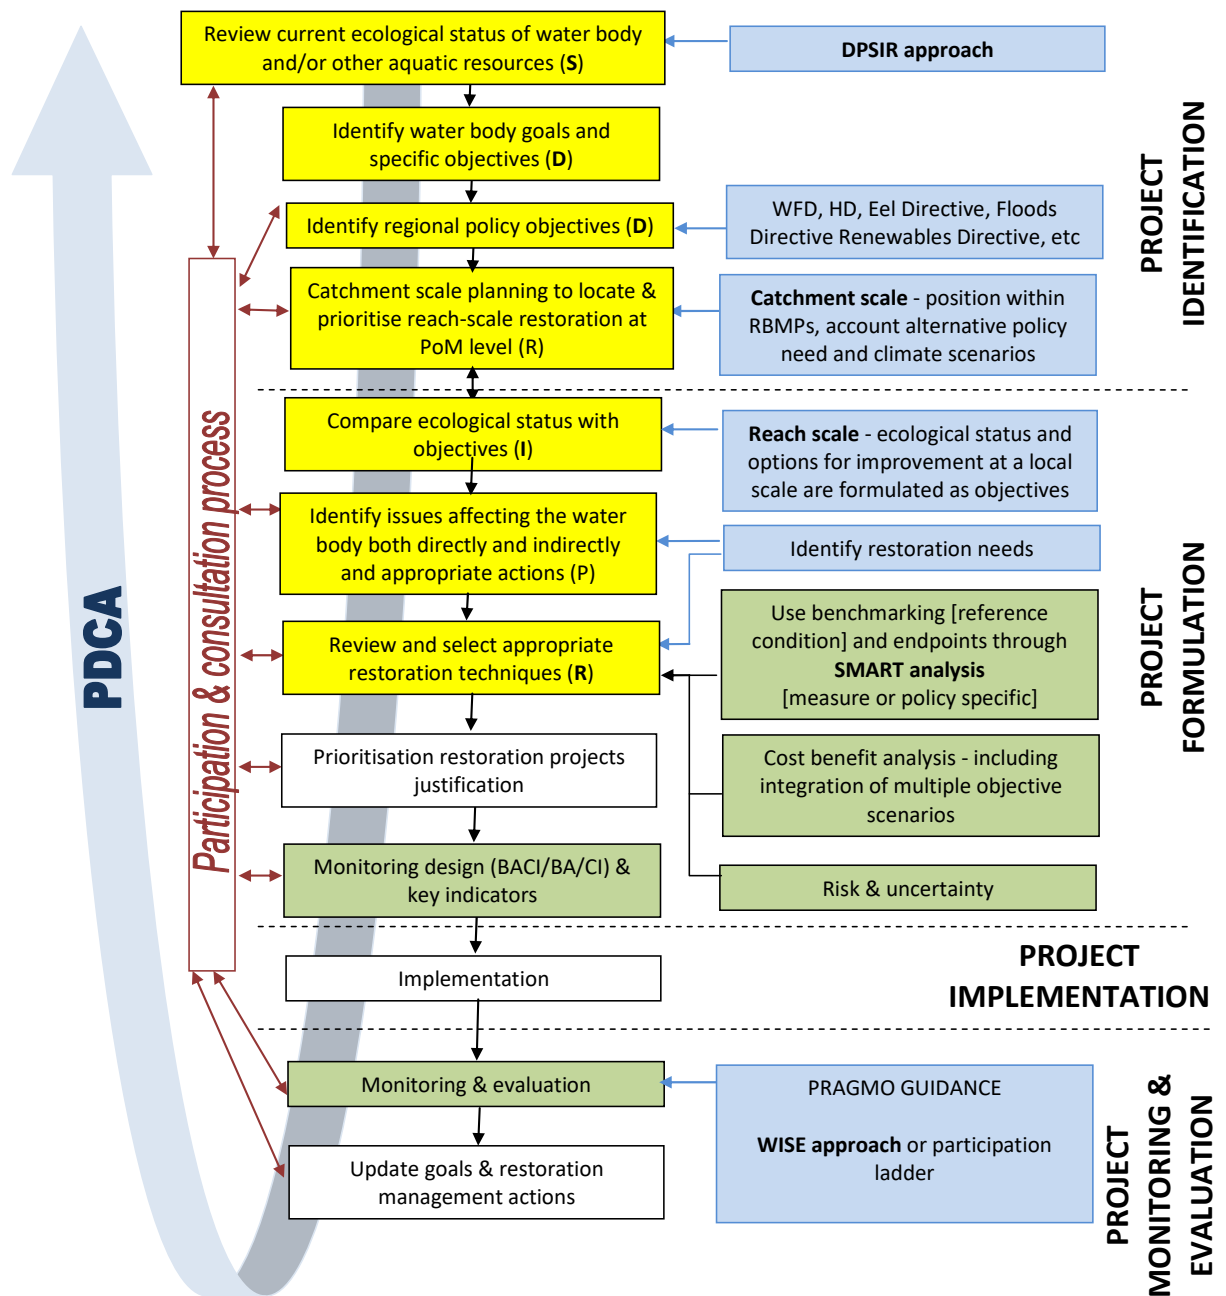 Review current ecological status of water body
and/or other aquatic resources (S)
DPSIR approach
Identify water body goals and
specific objectives (D)
Identify regional policy objectives (D)
WFD, HD, Eel Directive, Floods
Directive Renewables Directive, etc
Catchment scale planning to locate &
prioritise reach-scale restoration at
PoM level (R)
Catchment scale - position within
RBMPs, account alternative policy
need and climate scenarios
PROJECT
IDENTIFICATION
Compare ecological status with
objectives (I)
Reach scale - ecological status and
options for improvement at a local
scale are formulated as objectives
Identify issues affecting the water
body both directly and indirectly
and appropriate actions (P)
Identify restoration needs
Review and select appropriate
restoration techniques (R)
Use benchmarking [reference
condition] and endpoints through
SMART analysis
[measure or policy specific]
Prioritisation restoration projects
justification
Cost benefit analysis - including
integration of multiple objective
scenarios
Monitoring design (BACI/BA/CI) &
key indicators
Risk & uncertainty
PROJECT
FORMULATION
Participation & consultation process
PDCA
Implementation
PROJECT
IMPLEMENTATION
Monitoring & evaluation
PRAGMO GUIDANCE
WISE approach or participation
ladder
Update goals & restoration
management actions
PROJECT
MONITORING &
EVALUATION